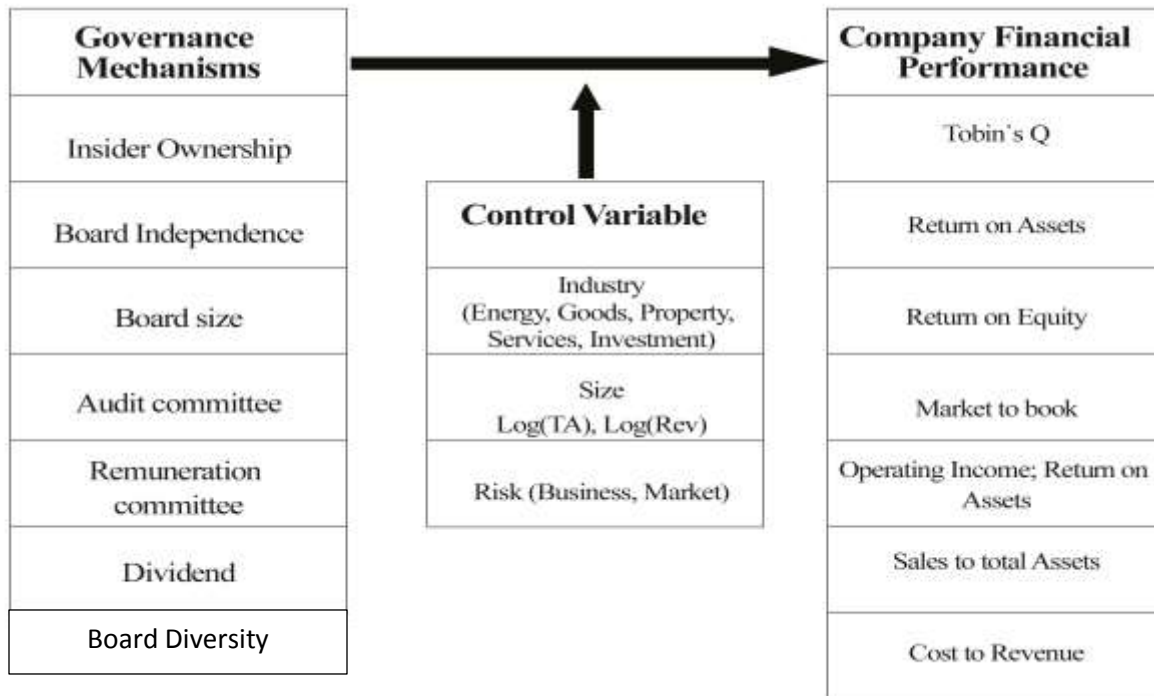 Governance
Mechanisms
Insider Ownership
Board Independence
Board size
Audit committee
Remuneration
committee
Dividend
Board Diversity
Control Variable
Industry
(Energy, Goods, Property,
Services, Investment)
Size
Log(TA), Log(Rev)
Risk (Business, Market)
Company Financial
Performance
Tobin`s Q
Return on Assets
Return on Equity
Market to book
Operating Income; Return on
Assets
Sales to total Assets
Cost to Revenue